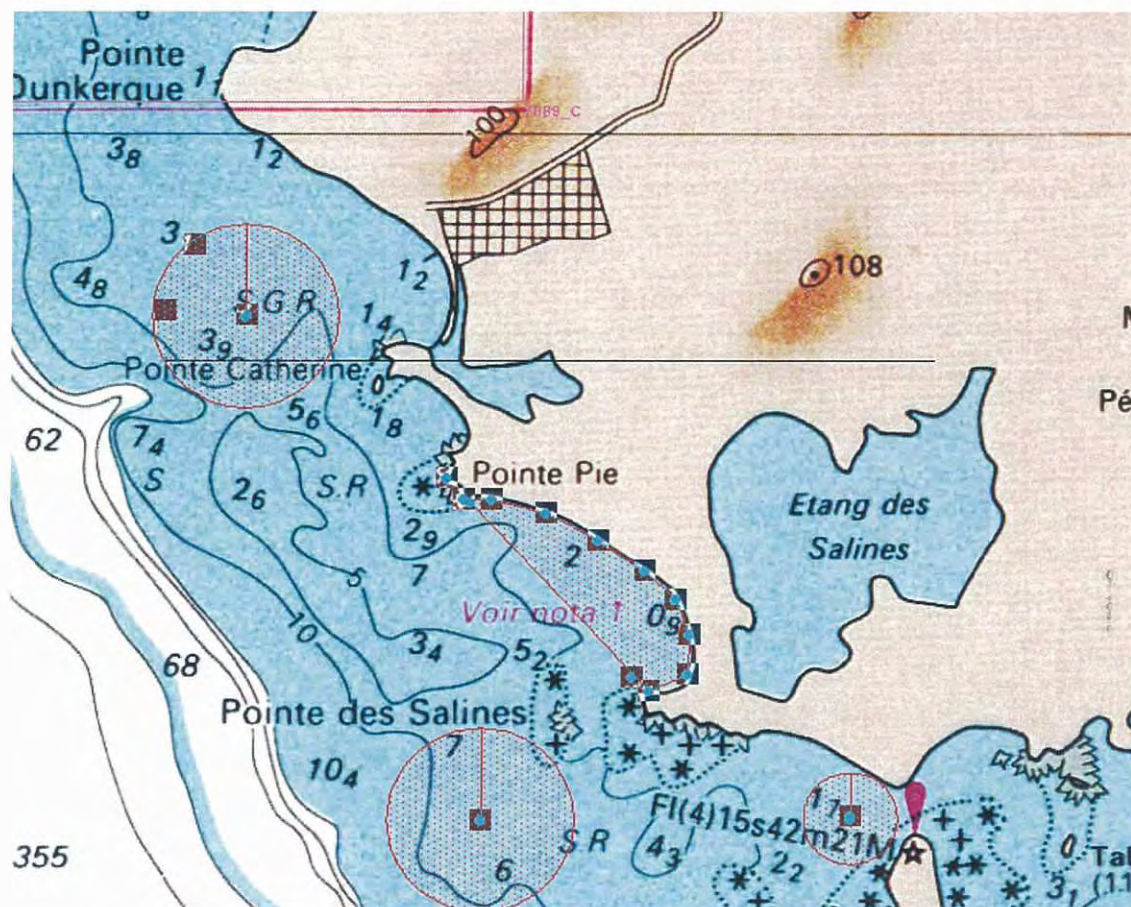 Pointe
Dunkerque
1₁
3₈
1₂
100
3
4₈
S.G.R
1₂
1₄
108
3₉
Pointe Catherine
0
5₆
1₈
62
7₄
S
2₆
S.R
Pointe Pie
2₉
2
Etang des
Salines
5
7
Voir nota 1
0₉
10
3₄
5₂
68
Pointe des Salines
7
10₄
1₇
Fl(4)15s42m21M
355
S R
4₃
2₂
6
3₁
0